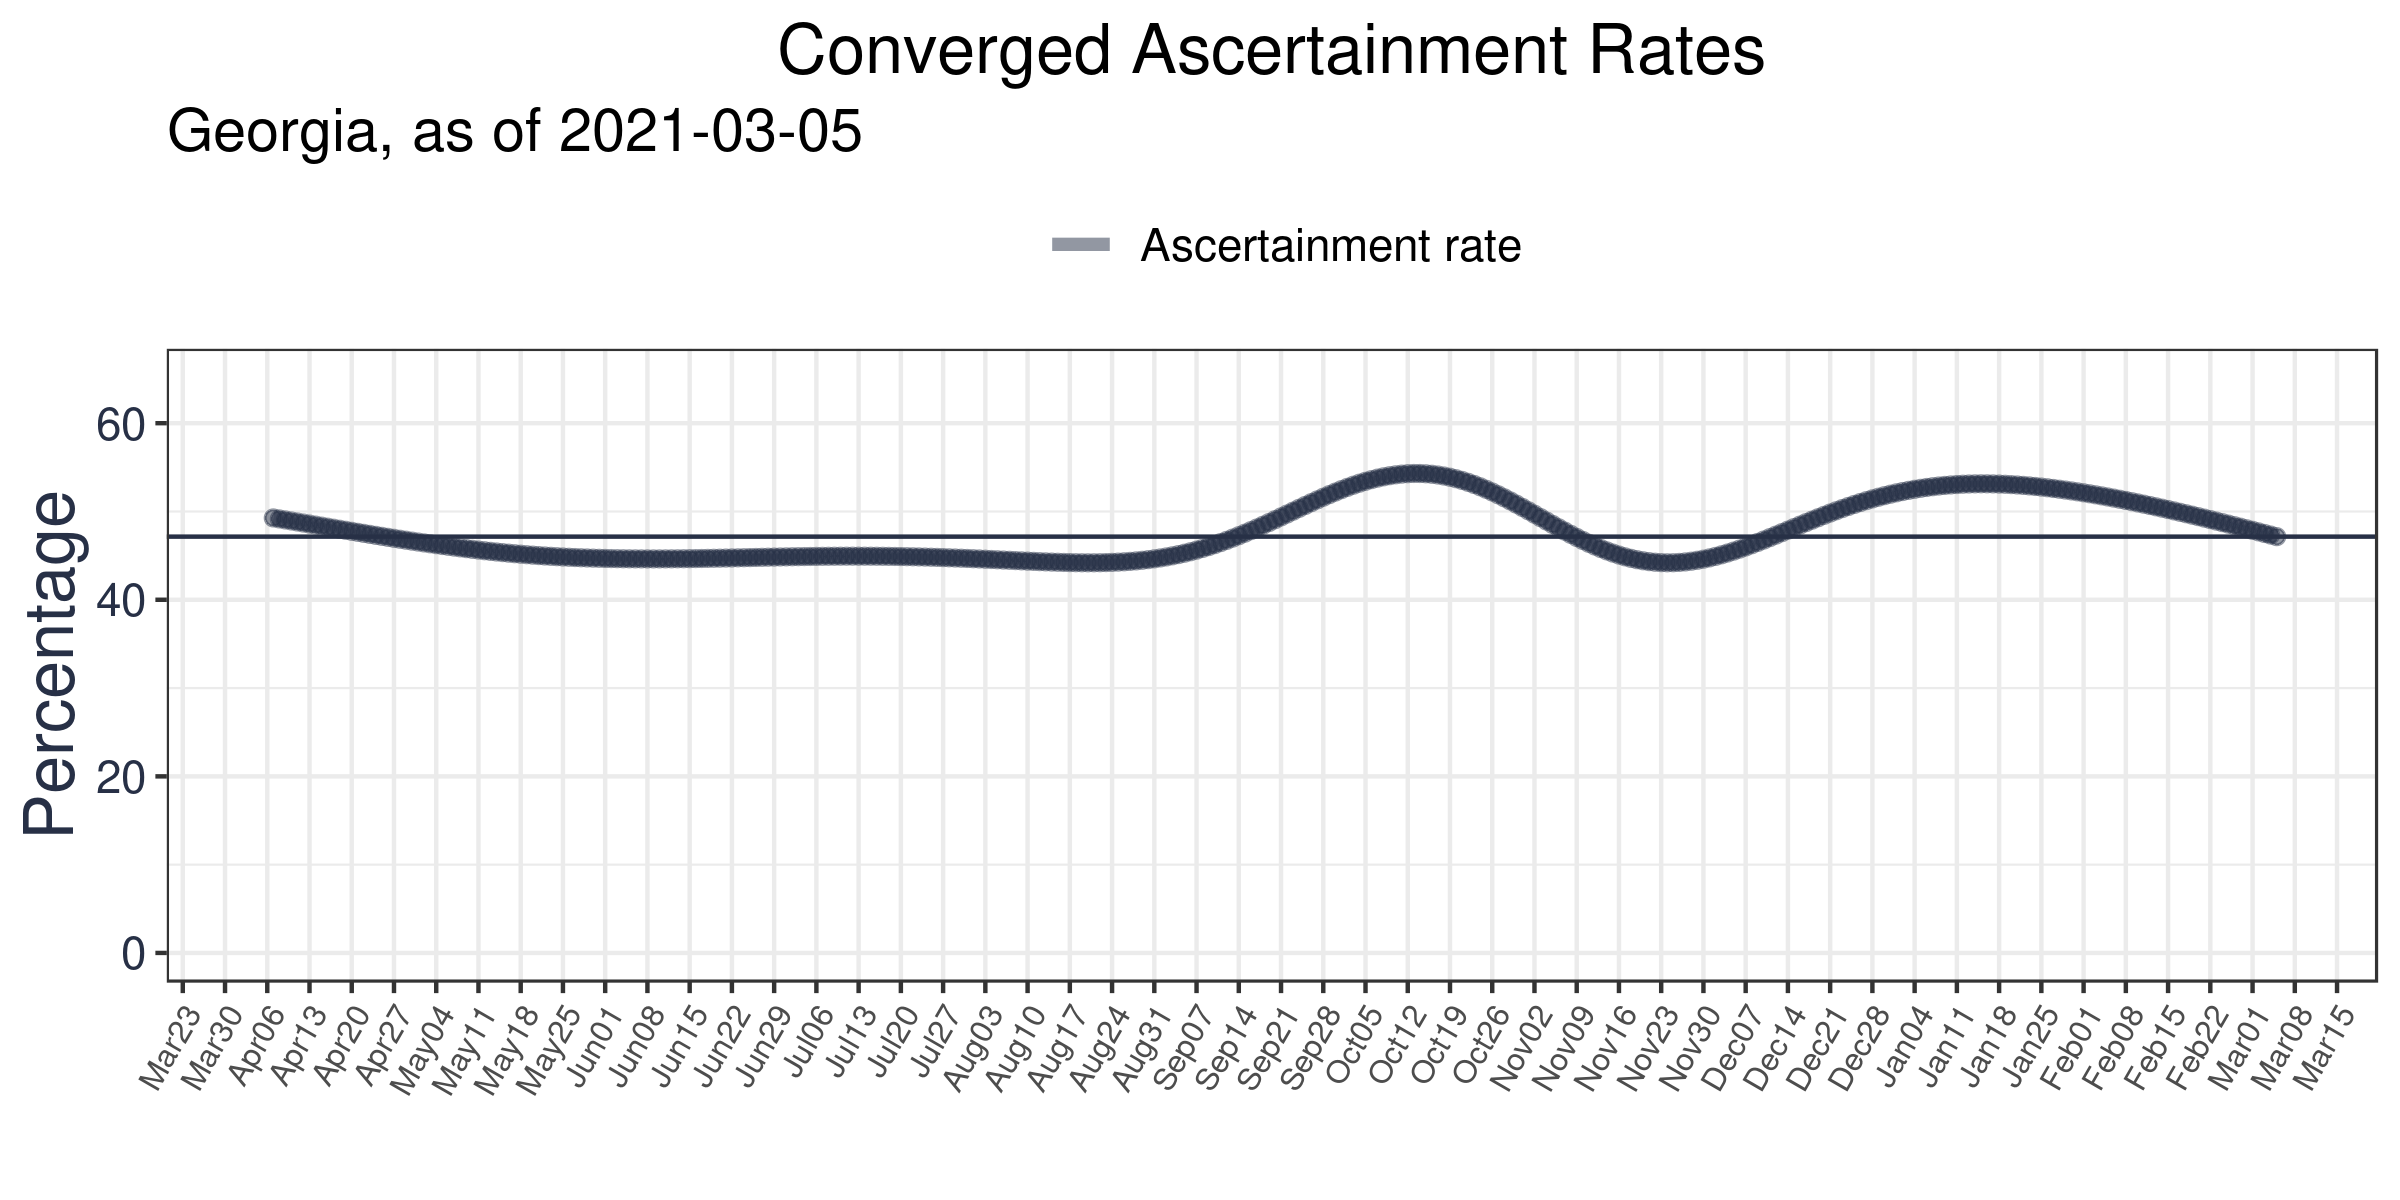 Converged Ascertainment Rates
Georgia, as of 2021-03-05
Ascertainment rate
Percentage
60
40
20
0
Mar23 Mar30 Apr06 Apr13 Apr20 Apr27 May04 May11 May18 May25 Jun01 Jun08 Jun15 Jun22 Jun29 Jul06 Jul13 Jul20 Jul27 Aug03 Aug10 Aug17 Aug24 Aug31 Sep07 Sep14 Sep21 Sep28 Oct05 Oct12 Oct19 Oct26 Nov02 Nov09 Nov16 Nov23 Nov30 Dec07 Dec14 Dec21 Dec28 Jan04 Jan11 Jan18 Jan25 Feb01 Feb08 Feb15 Feb22 Mar01 Mar08 Mar15